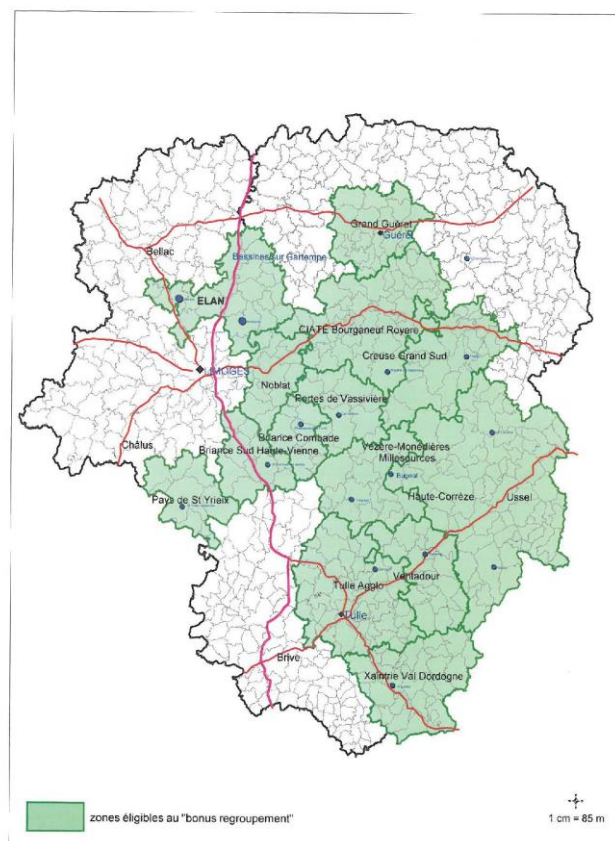 Grand Guéret
Guéret
Bellac
Bessines sur Gartempe
ELAN
CIATE Bourganeuf Royere
Creuse Grand Sud
LIMOGES
Noblat
Portes de Vassivière
Briance Combade
Châlus
Briance Sud Haute Vienne
Vézère-Monédières
Millesources
Bugeat
Pays de St Yrieix
Haute-Corrèze
Ussel
Tulle Agglo
Ventadour
Tulle
Brive
Xaintrie Val Dordogne
zones éligibles au "bonus regroupement"
1 cm = 85 m